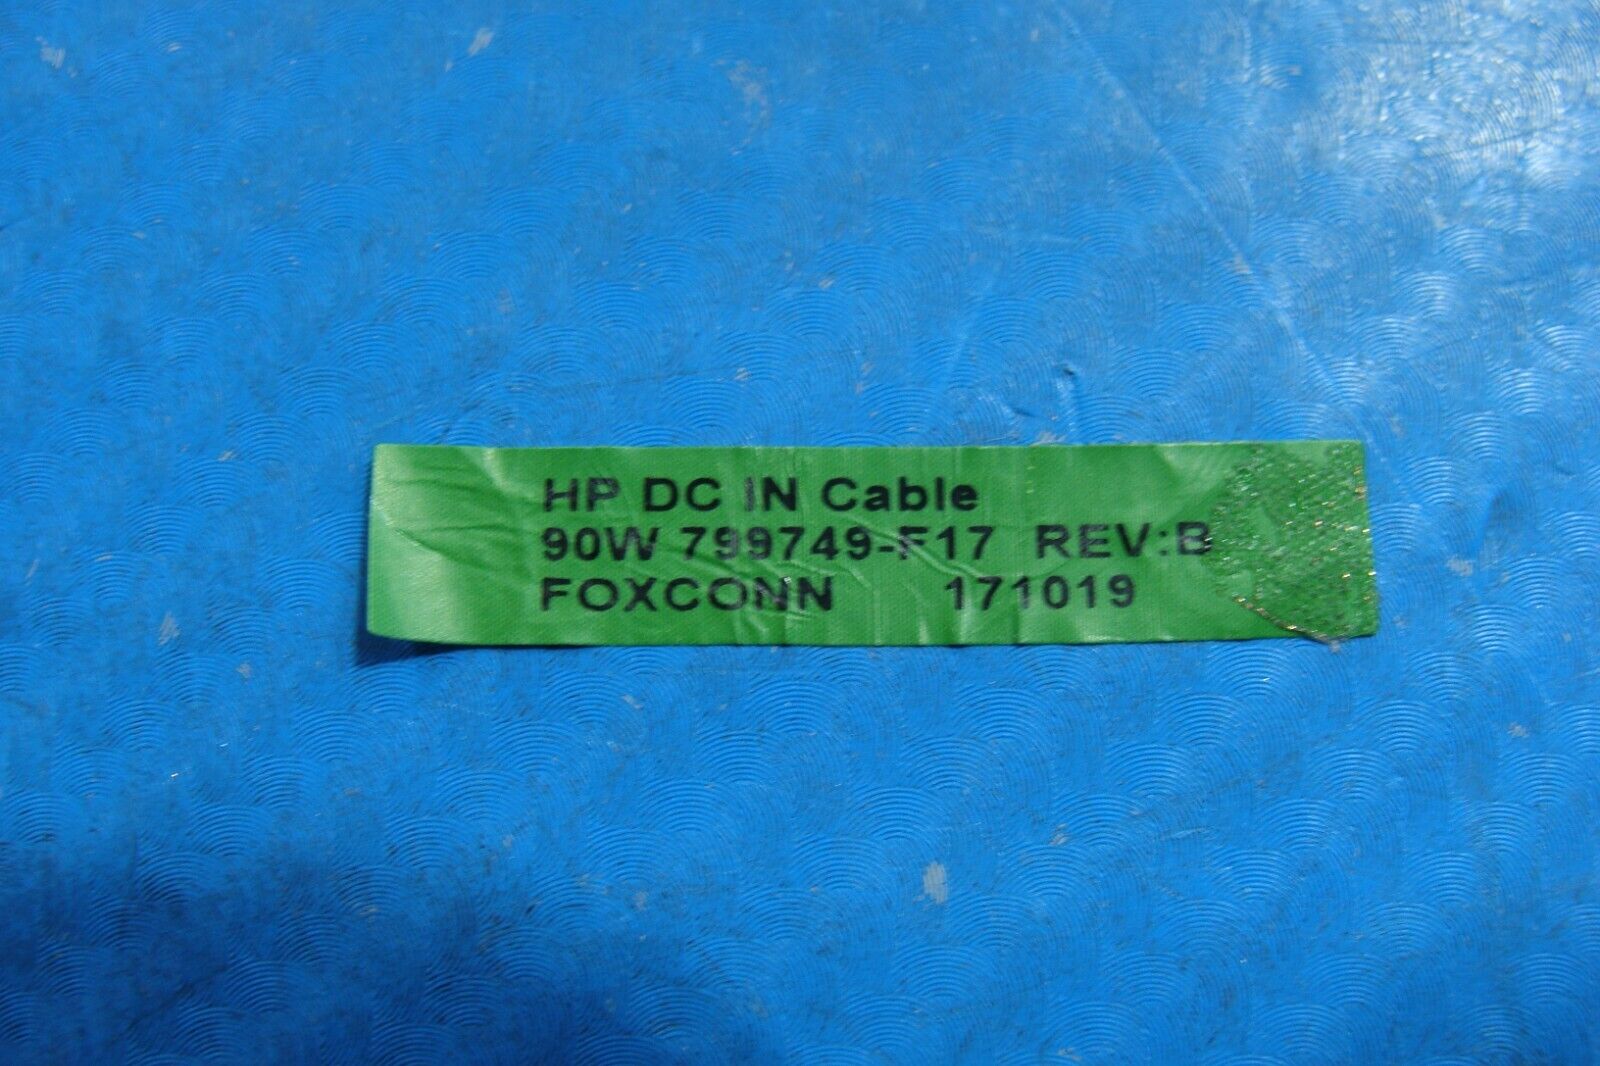 HP DC IN Cable
90W 799749-F17 REV:B
FOXCONN 171019